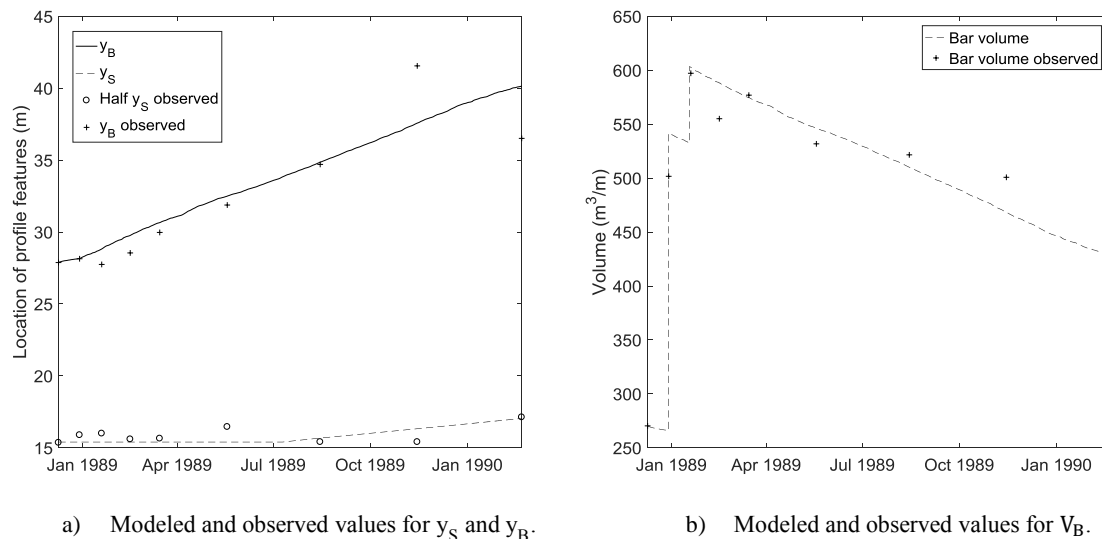 45
40
35
30
25
20
15
Location of profile features (m)
y_B
y_S
Half y_S observed
y_B observed
Jan 1989 Apr 1989 Jul 1989 Oct 1989 Jan 1990
a) Modeled and observed values for y_S and y_B.
650
600
550
500
450
400
350
300
250
Volume (m³/m)
Bar volume
Bar volume observed
Jan 1989 Apr 1989 Jul 1989 Oct 1989 Jan 1990
b) Modeled and observed values for V_B.